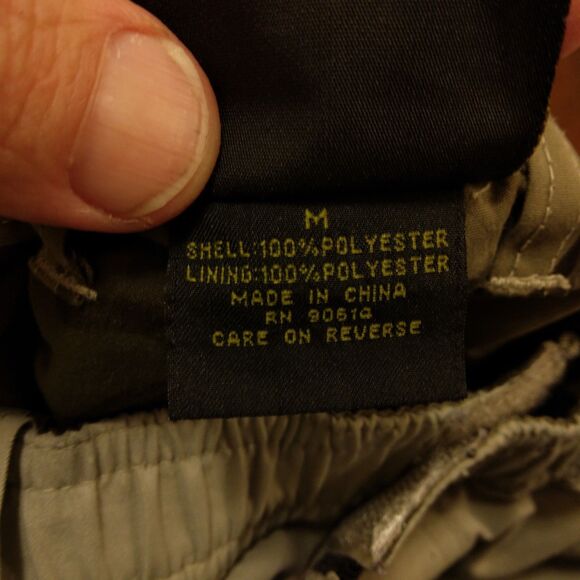 M
SHELL:100%POLYESTER
LINING:100%POLYESTER
MADE IN CHINA
RN 90614
CARE ON REVERSE